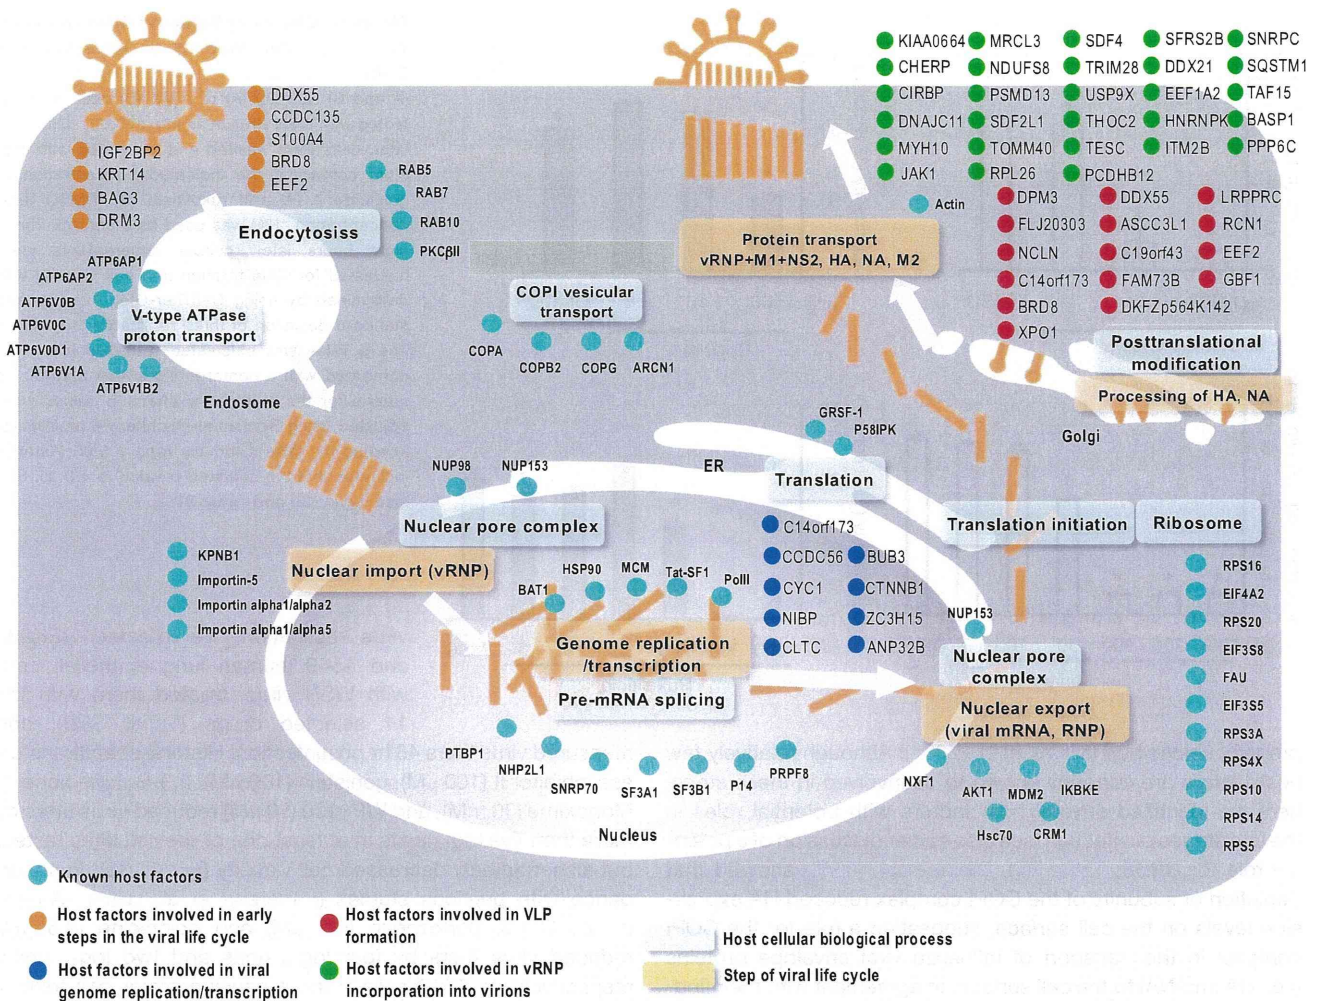 KIAA0664
MRCL3
SDF4
SFRS2B
SNRPC
CHERP
NDUFS8
TRIM28
DDX21
SQSTM1
CIRBP
PSMD13
USP9X
EEF1A2
TAF15
DNAJC11
SDF2L1
THOC2
HNRNPK
BASP1
MYH10
TOMM40
TESC
ITM2B
PPP6C
JAK1
RPL26
PCDHB12
DDX55
CCDC135
S100A4
BRD8
EEF2
IGF2BP2
KRT14
BAG3
DRM3
RAB5
RAB7
RAB10
PKCβII
Endocytosiss
Actin
DPM3
DDX55
LRPPRC
FLJ20303
ASCC3L1
RCN1
NCLN
C19orf43
EEF2
C14orf173
FAM73B
GBF1
BRD8
DKFZp564K142
XPO1
Protein transport
vRNP+M1+NS2, HA, NA, M2
ATP6AP1
ATP6AP2
ATP6V0B
ATP6V0C
ATP6V0D1
ATP6V1A
ATP6V1B2
V-type ATPase
proton transport
Endosome
COPI vesicular
transport
COPA
COPB2
COPG
ARCN1
Posttranslational
modification
Processing of HA, NA
Golgi
GRSF-1
P58IPK
ER
Translation
NUP98
NUP153
Nuclear pore complex
Translation initiation
Ribosome
C14orf173
CCDC56
BUB3
CYC1
CTNNB1
NIBP
ZC3H15
CLTC
ANP32B
KPNB1
Importin-5
Importin alpha1/alpha2
Importin alpha1/alpha5
Nuclear import (vRNP)
BAT1
HSP90
MCM
Tat-SF1
PolII
Genome replication
/transcription
Pre-mRNA splicing
NUP153
Nuclear pore
complex
Nuclear export
(viral mRNA, RNP)
RPS16
EIF4A2
RPS20
EIF3S8
FAU
EIF3S5
RPS3A
RPS4X
RPS10
RPS14
RPS5
PTBP1
NHP2L1
SNRP70
SF3A1
SF3B1
P14
PRPF8
NXF1
AKT1
MDM2
IKBKE
Hsc70
CRM1
Nucleus
Known host factors
Host factors involved in early
steps in the viral life cycle
Host factors involved in viral
genome replication/transcription
Host factors involved in VLP
formation
Host factors involved in vRNP
incorporation into virions
Host cellular biological process
Step of viral life cycle